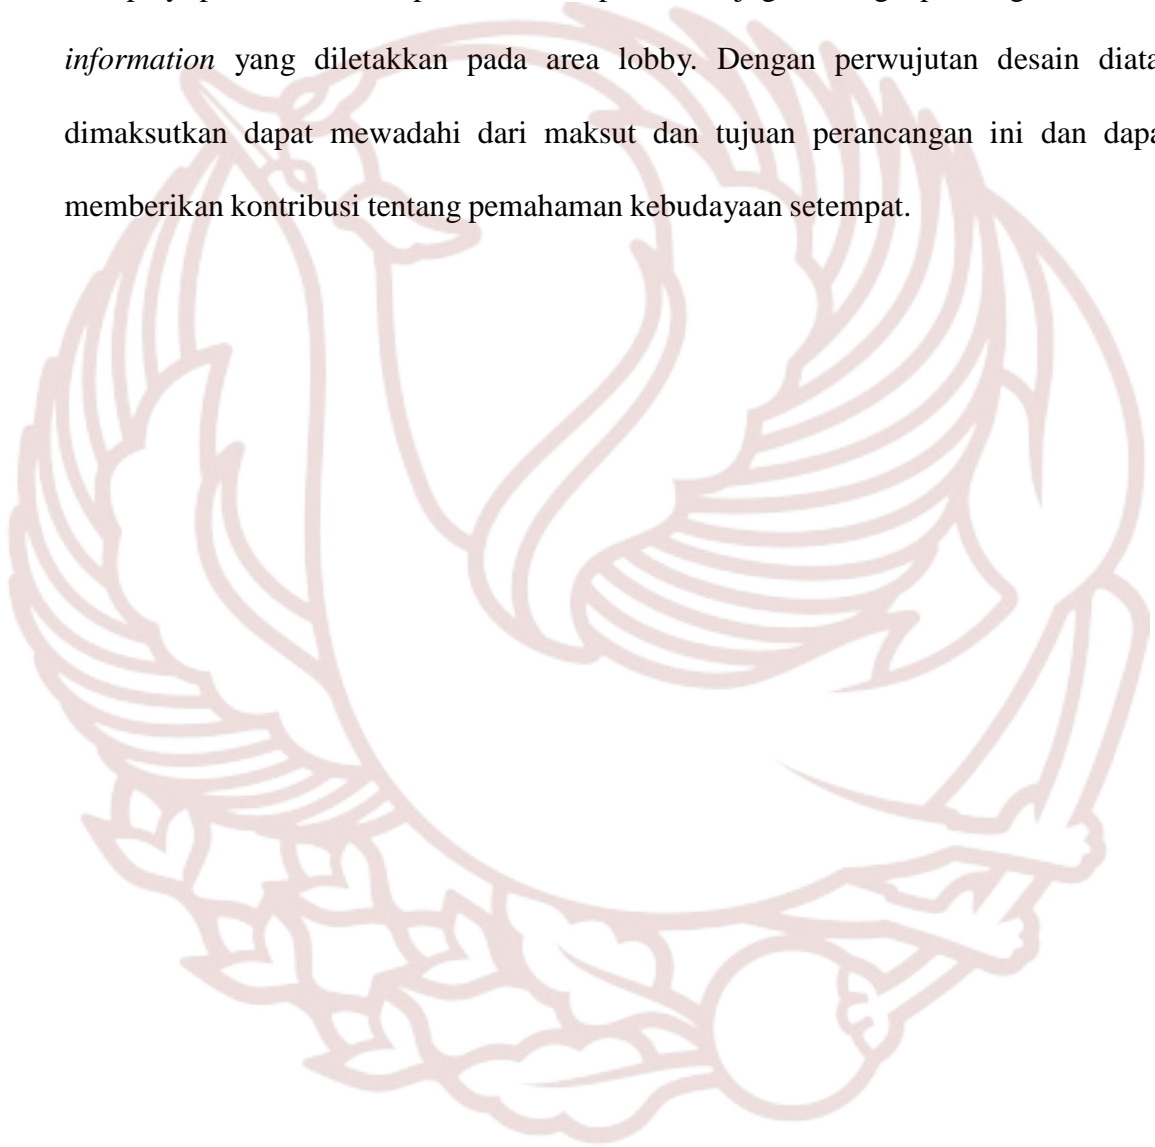 information yang diletakkan pada area lobby. Dengan perwujutan desain diata
dimaksutkan dapat mewadahi dari maksut dan tujuan perancangan ini dan dapa
memberikan kontribusi tentang pemahaman kebudayaan setempat.